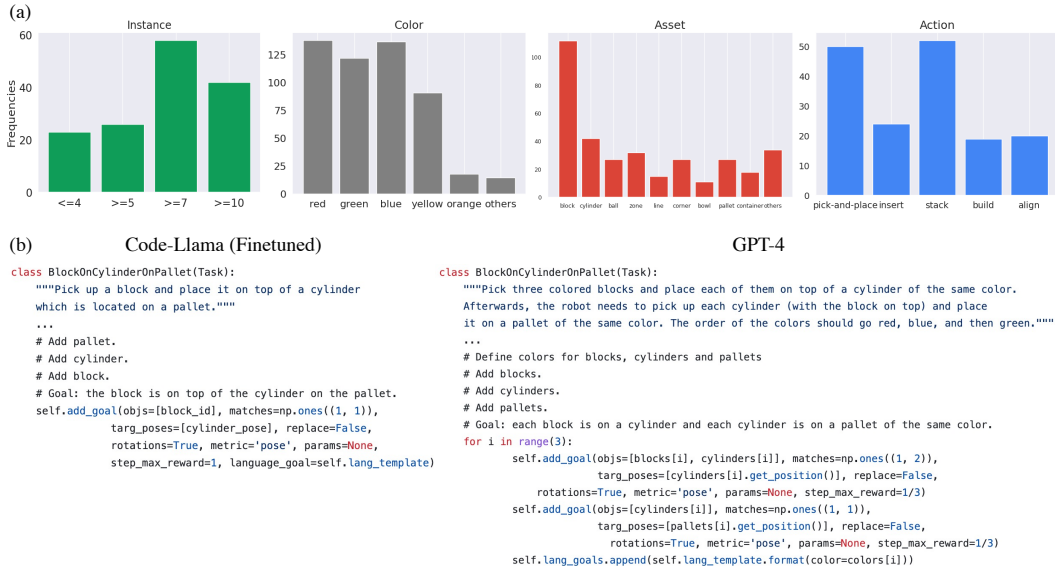 (a)
Instance
Color
Asset
Action
Frequencies
60
40
20
0
<=4 >=5 >=7 >=10
125
100
75
50
25
0
red green blue yellow orange others
100
80
60
40
20
0
block cylinder ball zone line corner bowl pallet container others
50
40
30
20
10
0
pick-and-place insert stack build align
(b)
Code-Llama (Finetuned)
class BlockOnCylinderOnPallet(Task):
"""Pick up a block and place it on top of a cylinder
which is located on a pallet."""
...
# Add pallet.
# Add cylinder.
# Add block.
# Goal: the block is on top of the cylinder on the pallet.
self.add_goal(objs=[block_id], matches=np.ones((1, 1)),
targ_poses=[cylinder_pose], replace=False,
rotations=True, metric='pose', params=None,
step_max_reward=1, language_goal=self.lang_template)
GPT-4
class BlockOnCylinderOnPallet(Task):
"""Pick three colored blocks and place each of them on top of a cylinder of the same color.
Afterwards, the robot needs to pick up each cylinder (with the block on top) and place
it on a pallet of the same color. The order of the colors should go red, blue, and then green."""
...
# Define colors for blocks, cylinders and pallets
# Add blocks.
# Add cylinders.
# Add pallets.
# Goal: each block is on a cylinder and each cylinder is on a pallet of the same color.
for i in range(3):
self.add_goal(objs=[blocks[i], cylinders[i]], matches=np.ones((1, 2)),
targ_poses=[cylinders[i].get_position()], replace=False,
rotations=True, metric='pose', params=None, step_max_reward=1/3)
self.add_goal(objs=[cylinders[i]], matches=np.ones((1, 1)),
targ_poses=[pallets[i].get_position()], replace=False,
rotations=True, metric='pose', params=None, step_max_reward=1/3)
self.lang_goals.append(self.lang_template.format(color=colors[i]))